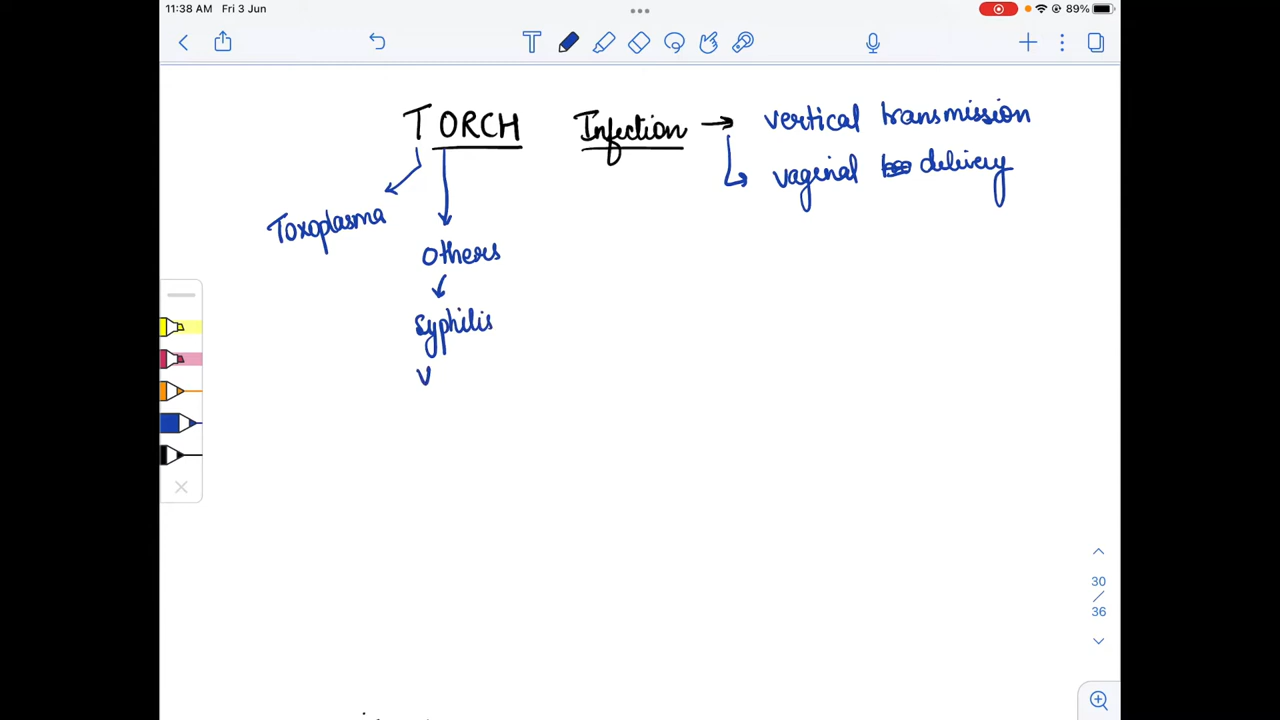 11:38 AM Fri 3 Jun
89%
TORCH Infection → vertical transmission
vaginal delivery
Toxoplasma
others
syphilis
V
30
/
36